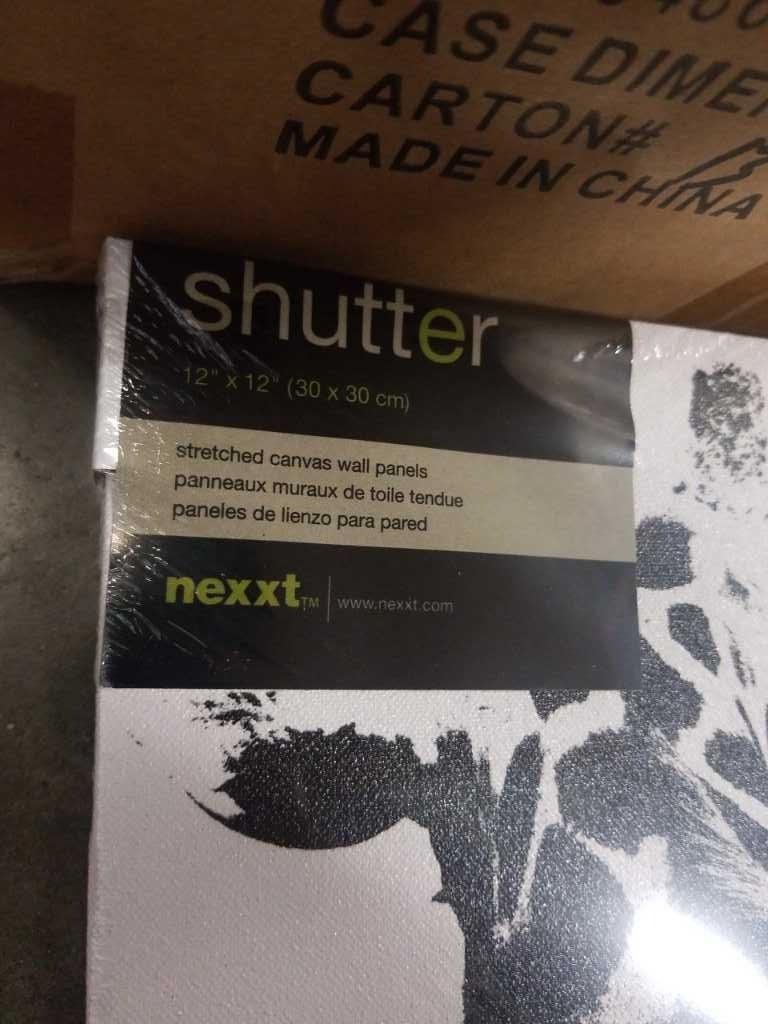 CASE DIME
CARTON#
MADE IN CHINA
shutter
12" x 12" (30 x 30 cm)
stretched canvas wall panels
panneaux muraux de toile tendue
paneles de lienzo para pared
nexxt™ | www.nexxt.com